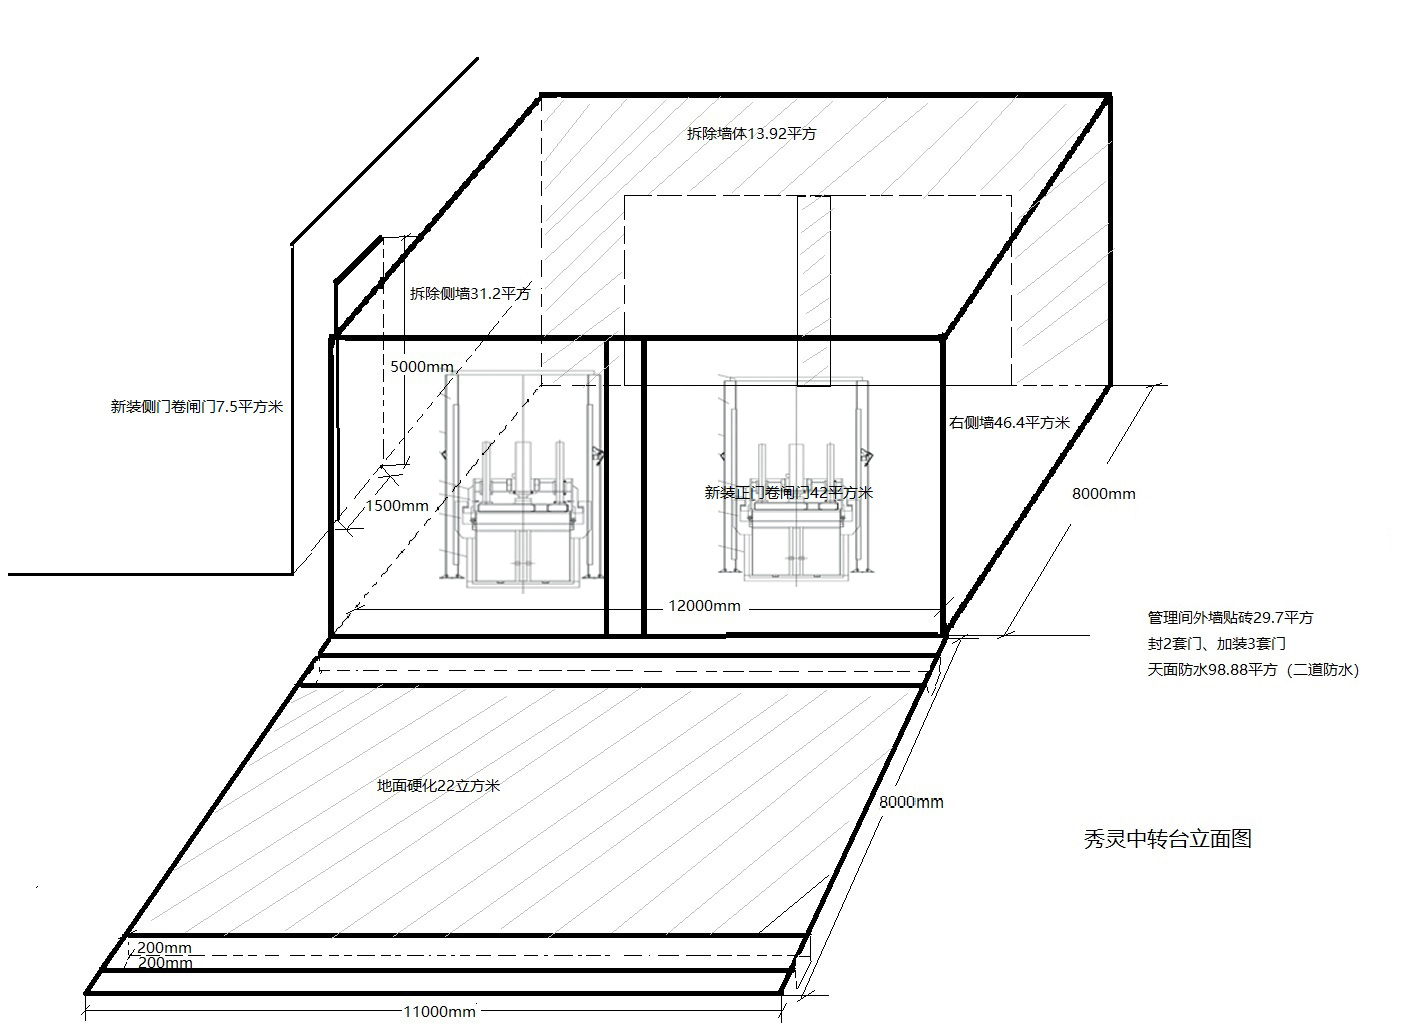 拆除墙体13.92平方
拆除侧墙31.2平方
5000mm
新装侧门卷闸门7.5平方米
右侧墙46.4平方米
新装正门卷闸门42平方米
8000mm
1500mm
12000mm
管理间外墙贴砖29.7平方
封2套门、加装3套门
天面防水98.88平方（二道防水）
地面硬化22立方米
8000mm
秀灵中转台立面图
200mm
200mm
11000mm